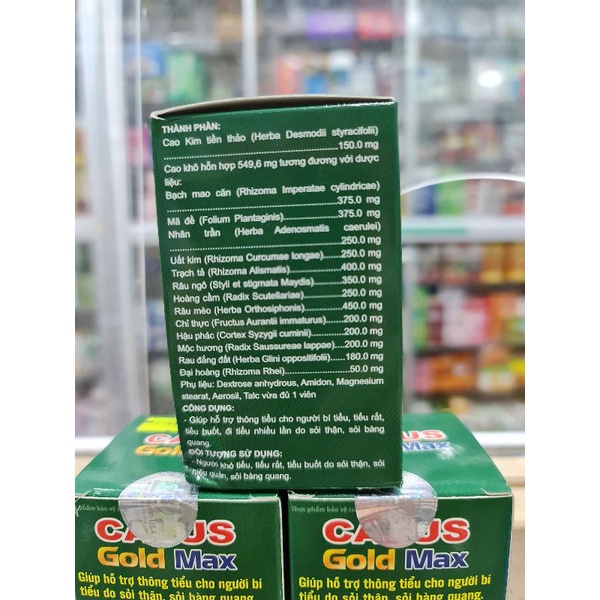 THÀNH PHẦN:
Cao Kim tiền thảo (Herba Desmodii styracifolii)
...........................................150.0 mg
Cao khô hỗn hợp 549,6 mg tương đương với dược
liệu:
Bạch mao căn (Rhizoma Imperatae cylindricae)
...........................................375.0 mg
Mã đề (Folium Plantaginis)...............375.0 mg
Nhân trần (Herba Adenosmatis caerulei)
...........................................250.0 mg
Uất kim (Rhizoma Curcumae longae).....250.0 mg
Trạch tả (Rhizoma Alismatis)..............400.0 mg
Râu ngô (Styli et stigmata Maydis).......350.0 mg
Hoàng cầm (Radix Scutellariae)...........250.0 mg
Râu mèo (Herba Orthosiphonis)...........450.0 mg
Chỉ thực (Fructus Aurantii immaturus)...200.0 mg
Hậu phác (Cortex Syzygii cuminii)........200.0 mg
Mộc hương (Radix Saussureae lappae)..200.0 mg
Rau đắng đất (Herba Glini oppositifolii)..180.0 mg
Đại hoàng (Rhizoma Rhei)...................50.0 mg
Phụ liệu: Dextrose anhydrous, Amidon, Magnesium
stearat, Aerosil, Talc vừa đủ 1 viên
CÔNG DỤNG:
- Giúp hỗ trợ thông tiểu cho người bí tiểu, tiểu rắt,
tiểu buốt, đi tiểu nhiều lần do sỏi thận, sỏi bàng
quang.
ĐỐI TƯỢNG SỬ DỤNG:
- Người khó tiểu, tiểu rắt, tiểu buốt do sỏi thận, sỏi
niệu quản, sỏi bàng quang.
Gold Max
Giúp hỗ trợ thông tiểu cho người bí
tiểu do sỏi thận, sỏi bàng quang
Thực phẩm bảo vệ
Gold Max
Giúp hỗ trợ thông tiểu cho người bí
tiểu do sỏi thận, sỏi bàng quang